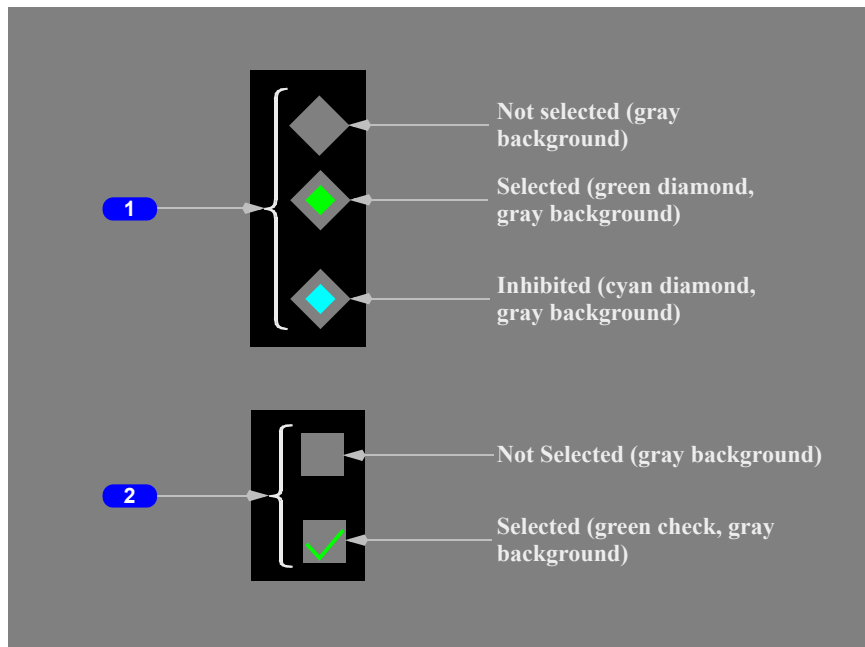 Not selected (gray
background)
Selected (green diamond,
gray background)
1
Inhibited (cyan diamond,
gray background)
Not Selected (gray background)
2
Selected (green check, gray
background)